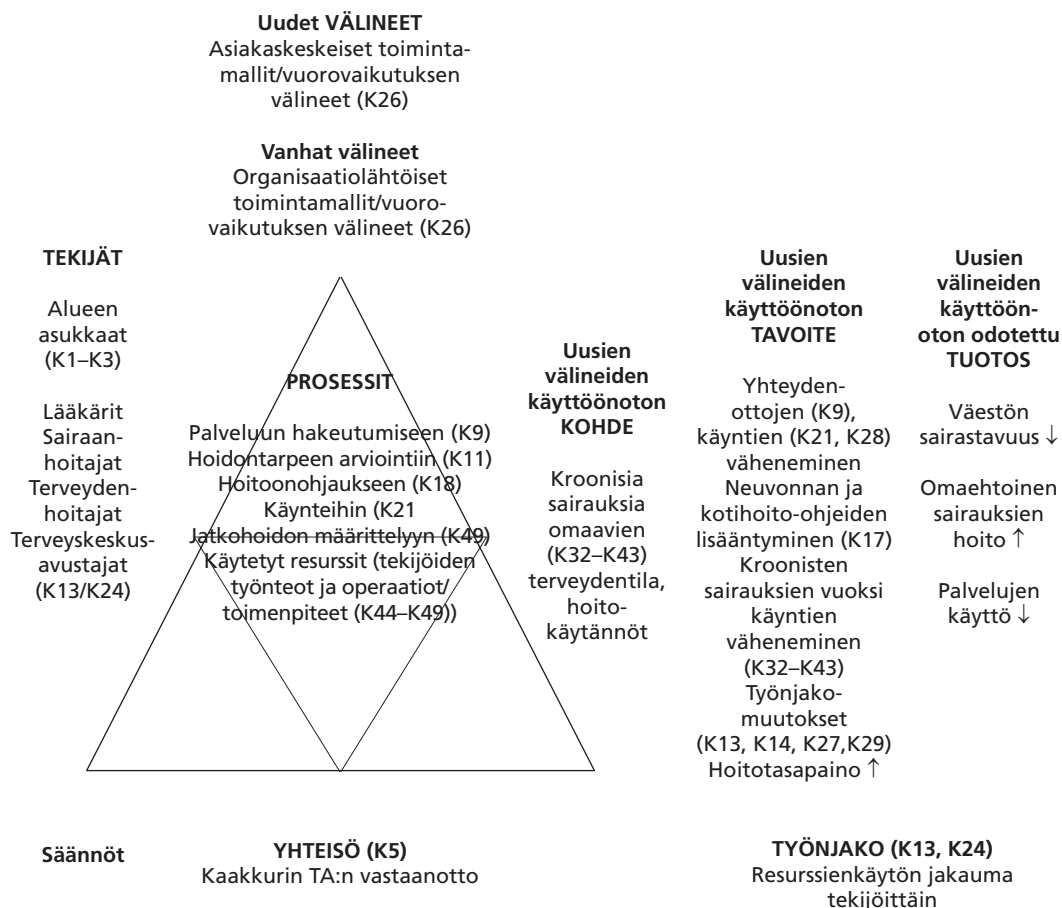 Uudet VÄLINEET
Asiakaskeskeiset toiminta-
mallit/vuorovaikutuksen
välineet (K26)
Vanhat välineet
Organisaatiolähtöiset
toimintamallit/vuoro-
vaikutuksen välineet (K26)
TEKIJÄT
Alueen
asukkaat
(K1–K3)
Lääkärit
Sairaan-
hoitajat
Terveyden-
hoitajat
Terveyskeskus-
avustajat
(K13/K24)
PROSESSIT
Palveluun hakeutumiseen (K9)
Hoidontarpeen arviointiin (K11)
Hoitoonohjaukseen (K18)
Käynteihin (K21
Jatkohoidon määrittelyyn (K49)
Käytetyt resurssit (tekijöiden
työnteot ja operaatiot/
toimenpiteet (K44–K49))
Uusien
välineiden
käyttöönoton
KOHDE
Kroonisia
sairauksia
omaavien
(K32–K43)
terveydentila,
hoito-
käytännöt
Uusien
välineiden
käyttöönoton
TAVOITE
Yhteyden-
ottojen (K9),
käyntien (K21, K28)
väheneminen
Neuvonnan ja
kotihoito-ohjeiden
lisääntyminen (K17)
Kroonisten
sairauksien vuoksi
käyntien
väheneminen
(K32–K43)
Työnjako-
muutokset
(K13, K14, K27,K29)
Hoitotasapaino ↑
Uusien
välineiden
käyttöön-
oton odotettu
TUOTOS
Väestön
sairastavuus ↓
Omaehtoinen
sairauksien
hoito ↑
Palvelujen
käyttö ↓
Säännöt
YHTEISÖ (K5)
Kaakkurin TA:n vastaanotto
TYÖNJAKO (K13, K24)
Resurssienkäytön jakauma
tekijöittäin